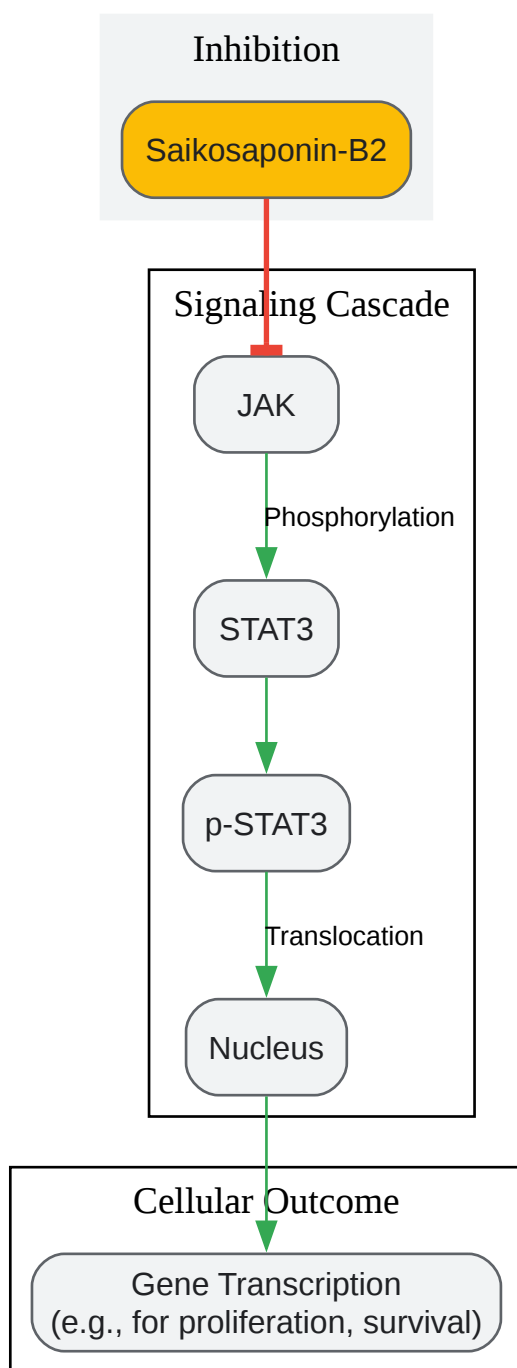 Inhibition
Saikosaponin-B2
Signaling Cascade
JAK
Phosphorylation
STAT3
p-STAT3
Translocation
Nucleus
Cellular Outcome
Gene Transcription
(e.g., for proliferation, survival)